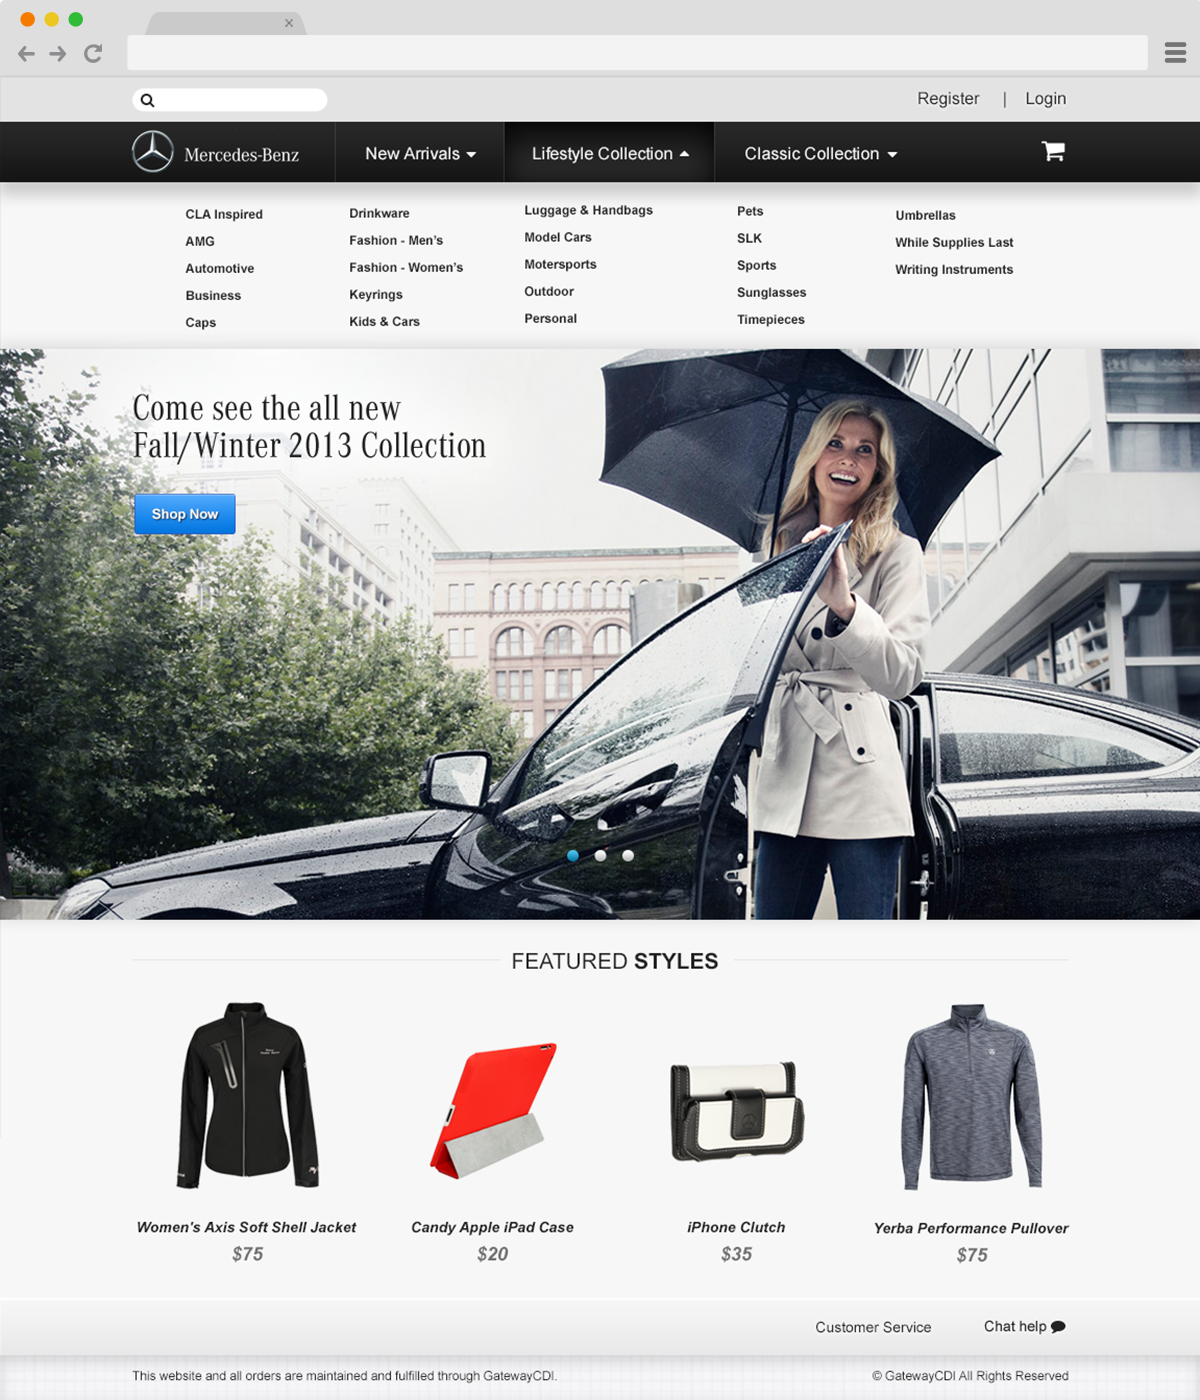 Register | Login
Mercedes-Benz
New Arrivals
Lifestyle Collection
Classic Collection
CLA Inspired
AMG
Automotive
Business
Caps
Drinkware
Fashion - Men's
Fashion - Women's
Keyrings
Kids & Cars
Luggage & Handbags
Model Cars
Motersports
Outdoor
Personal
Pets
SLK
Sports
Sunglasses
Timepieces
Umbrellas
While Supplies Last
Writing Instruments
Come see the all new
Fall/Winter 2013 Collection
Shop Now
FEATURED STYLES
Women's Axis Soft Shell Jacket
$75
Candy Apple iPad Case
$20
iPhone Clutch
$35
Yerba Performance Pullover
$75
Customer Service
Chat help
This website and all orders are maintained and fulfilled through GatewayCDI.
© GatewayCDI All Rights Reserved